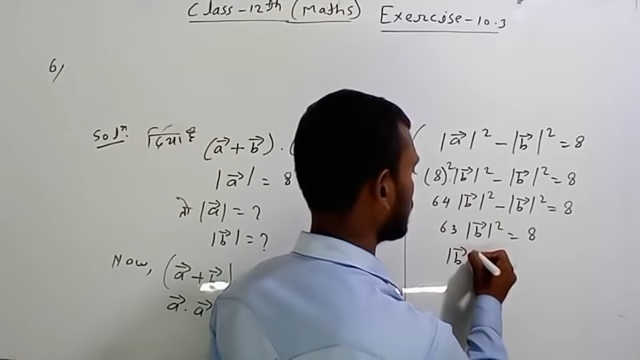 Class-12th (Maths) Exercise-10.3
6)
Solⁿ. दिया है (a⃗ + b⃗) · (
|a⃗| = 8
तो |a⃗| = ?
|b⃗| = ?
Now, (a⃗ + b⃗)
a⃗ · a⃗
|a⃗|² - |b⃗|² = 8
(8)² |b⃗|² - |b⃗|² = 8
64 |b⃗|² - |b⃗|² = 8
63 |b⃗|² = 8
|b⃗